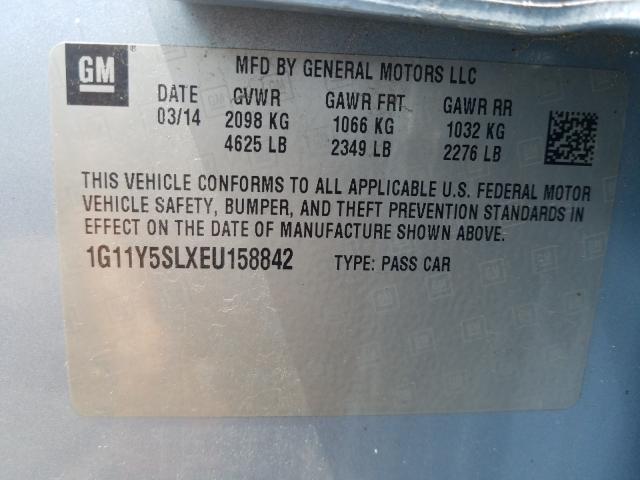 GM
MFD BY GENERAL MOTORS LLC
DATE GVWR GAWR FRT GAWR RR
03/14 2098 KG 1066 KG 1032 KG
4625 LB 2349 LB 2276 LB
THIS VEHICLE CONFORMS TO ALL APPLICABLE U.S. FEDERAL MOTOR
VEHICLE SAFETY, BUMPER, AND THEFT PREVENTION STANDARDS IN
EFFECT ON THE DATE OF MANUFACTURE SHOWN ABOVE.
1G11Y5SLXEU158842 TYPE: PASS CAR